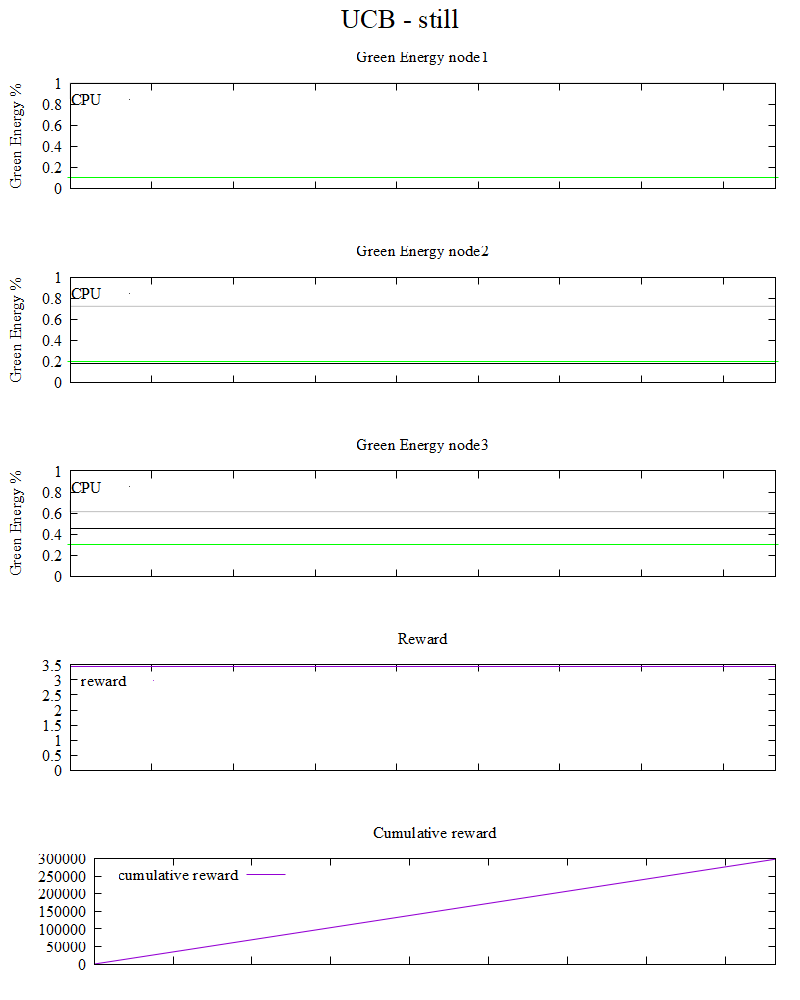 UCB - still
Green Energy node1
Green Energy %
1
CPU
0.8
0.6
0.4
0.2
0
Green Energy node2
Green Energy %
1
CPU
0.8
0.6
0.4
0.2
0
Green Energy node3
Green Energy %
1
CPU
0.8
0.6
0.4
0.2
0
Reward
3.5
3
reward
2.5
2
1.5
1
0.5
0
Cumulative reward
300000
cumulative reward
250000
200000
150000
100000
50000
0